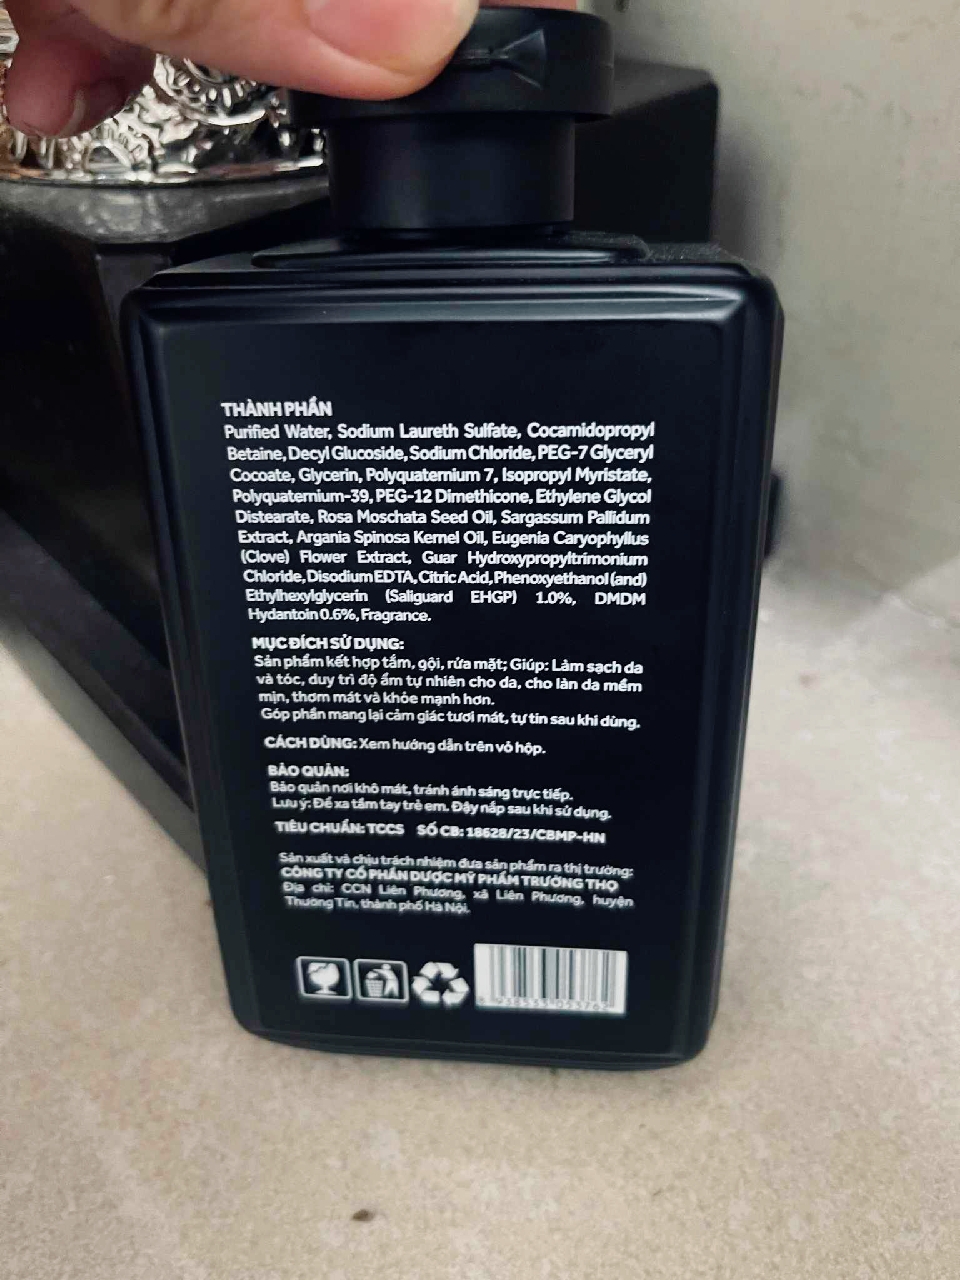 THÀNH PHẦN
Purified Water, Sodium Laureth Sulfate, Cocamidopropyl
Betaine, Decyl Glucoside, Sodium Chloride, PEG-7 Glyceryl
Cocoate, Glycerin, Polyquaternium 7, Isopropyl Myristate,
Polyquaternium-39, PEG-12 Dimethicone, Ethylene Glycol
Distearate, Rosa Moschata Seed Oil, Sargassum Pallidum
Extract, Argania Spinosa Kernel Oil, Eugenia Caryophyllus
(Clove) Flower Extract, Guar Hydroxypropyltrimonium
Chloride, Disodium EDTA, Citric Acid, Phenoxyethanol (and)
Ethylhexylglycerin (Saliguard EHGP) 1.0%, DMDM
Hydantoin 0.6%, Fragrance.
MỤC ĐÍCH SỬ DỤNG:
Sản phẩm kết hợp tắm, gội, rửa mặt; Giúp: Làm sạch da
và tóc, duy trì độ ẩm tự nhiên cho da, cho làn da mềm
mịn, thơm mát và khỏe mạnh hơn.
Góp phần mang lại cảm giác tươi mát, tự tin sau khi dùng.
CÁCH DÙNG: Xem hướng dẫn trên vỏ hộp.
BẢO QUẢN:
Bảo quản nơi khô mát, tránh ánh sáng trực tiếp.
Lưu ý: Để xa tầm tay trẻ em. Đậy nắp sau khi sử dụng.
TIÊU CHUẨN: TCCS SỐ CB: 18628/23/CBMP-HN
Sản xuất và chịu trách nhiệm đưa sản phẩm ra thị trường:
CÔNG TY CỔ PHẦN DƯỢC MỸ PHẨM TRƯỜNG THỌ
Địa chỉ: CCN Liên Phương, xã Liên Phương, huyện
Thường Tín, thành phố Hà Nội.